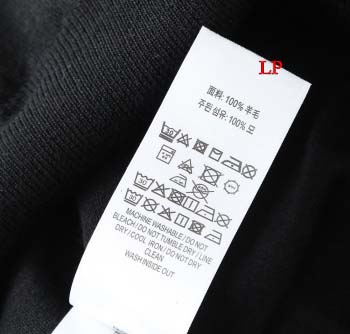 LP
面料: 100% 羊毛
주된 섬유: 100% 모
MACHINE WASHABLE / DO NOT
BLEACH / DO NOT TUMBLE DRY / LINE
DRY / COOL IRON / DO NOT DRY
CLEAN
WASH INSIDE OUT